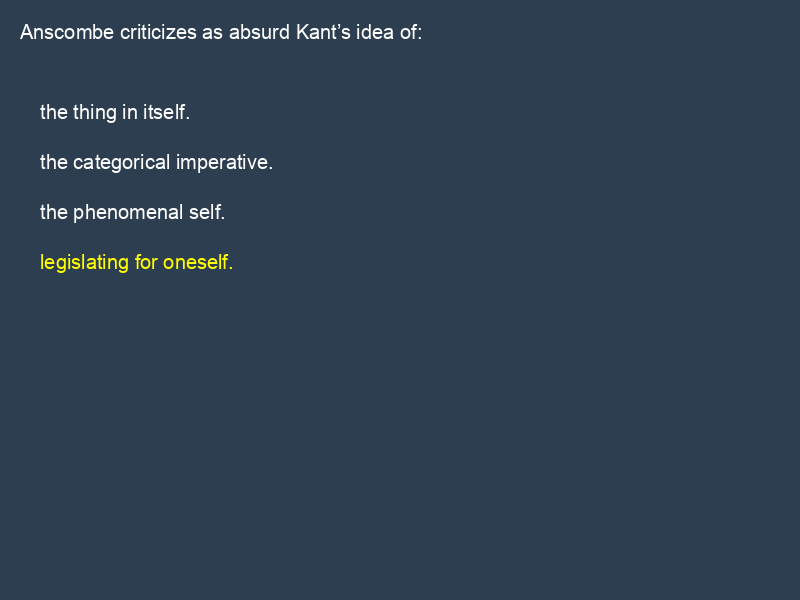 Anscombe criticizes as absurd Kant’s idea of:
the thing in itself.
the categorical imperative.
the phenomenal self.
legislating for oneself.